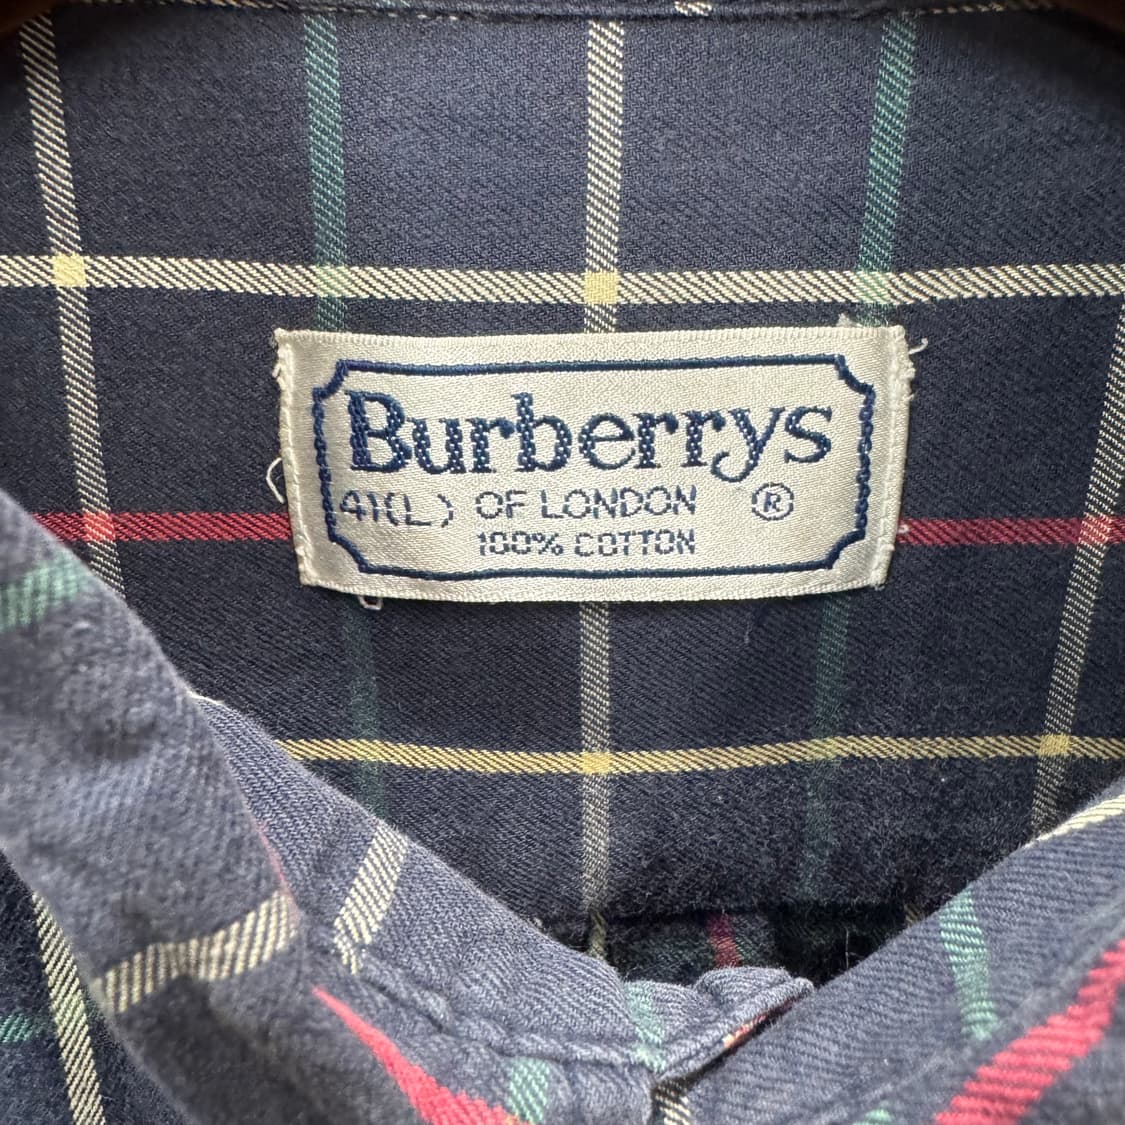 Burberrys
41(L) OF LONDON ®
100% COTTON